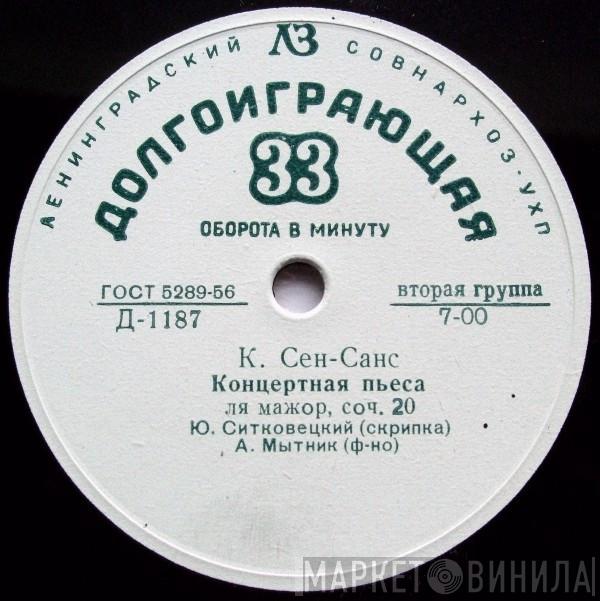 ЛЕНИНГРАДСКИЙ ЛЗ СОВНАРХОЗ·УХП
ДОЛГОИГРАЮЩАЯ
33
ОБОРОТА В МИНУТУ
ГОСТ 5289-56
Д-1187
вторая группа
7-00
К. Сен-Санс
Концертная пьеса
ля мажор, соч. 20
Ю. Ситковецкий (скрипка)
А. Мытник (ф-но)
МАРКЕТ ВИНИЛА